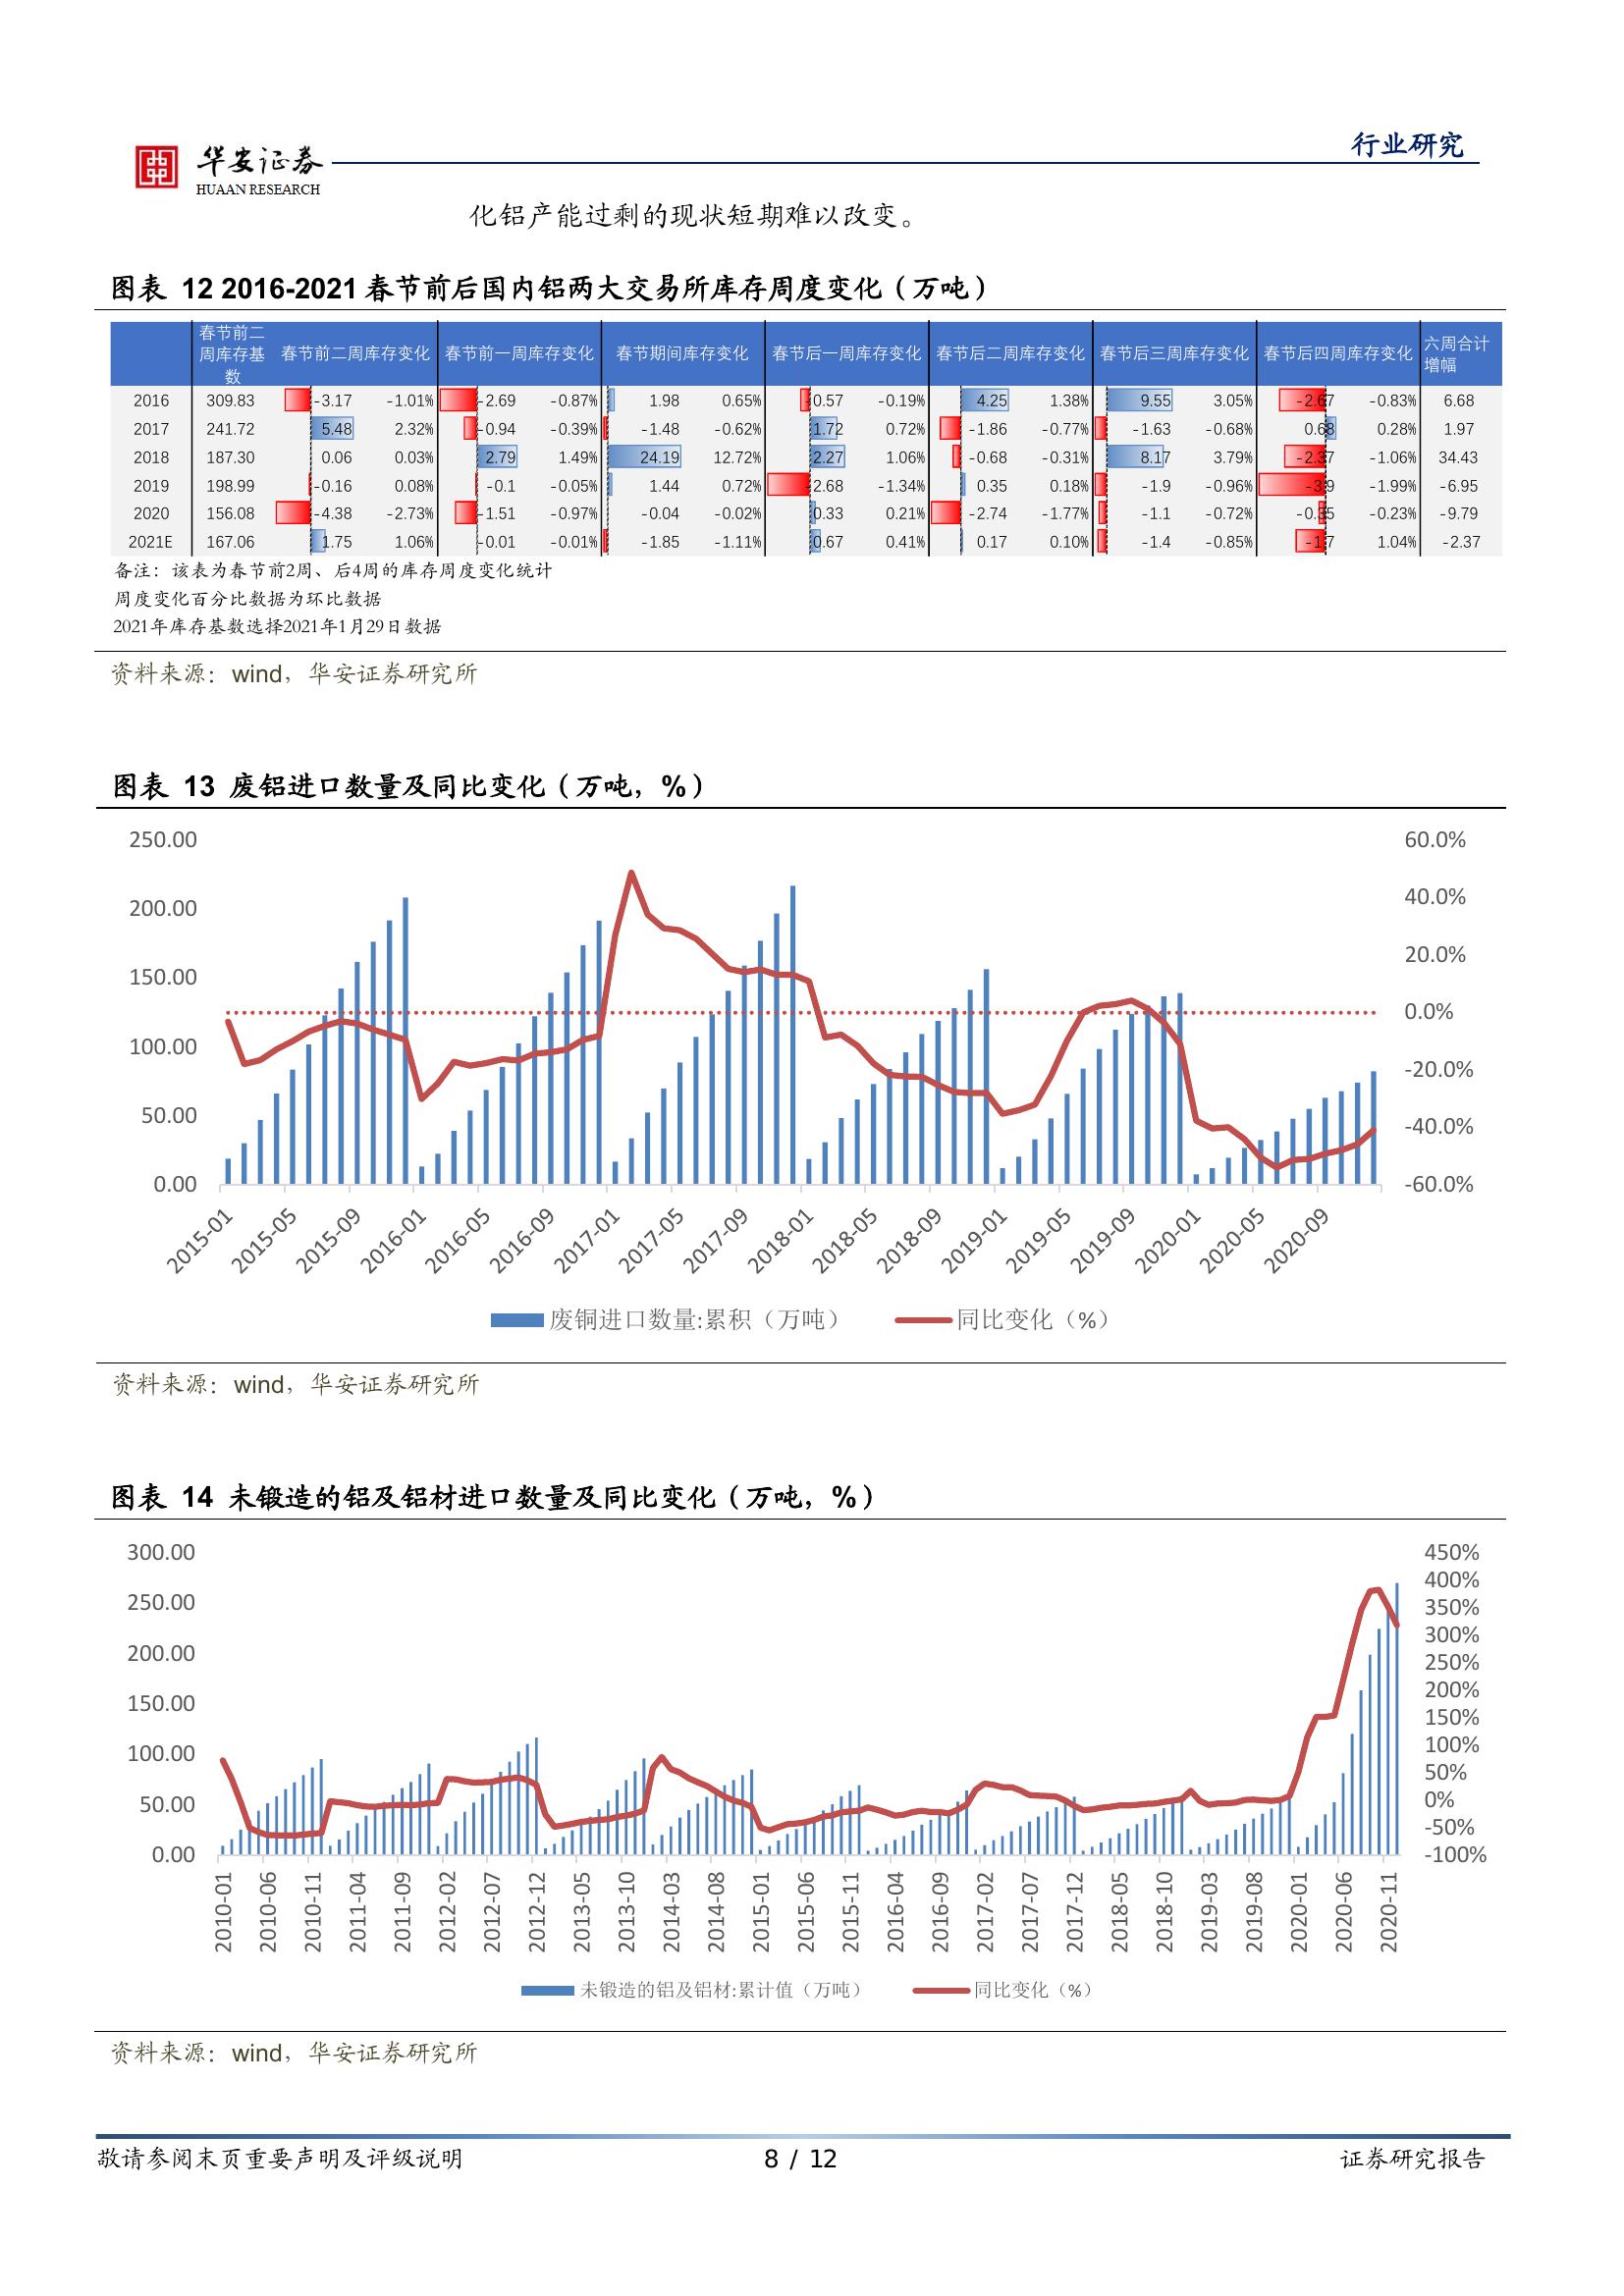 华安证券
HUAAN RESEARCH
行业研究
化铝产能过剩的现状短期难以改变。
图表 12 2016-2021 春节前后国内铝两大交易所库存周度变化（万吨）
春节前二周库存基数 春节前二周库存变化 春节前一周库存变化 春节期间库存变化 春节后一周库存变化 春节后二周库存变化 春节后三周库存变化 春节后四周库存变化 六周合计增幅
2016 309.83 -3.17 -1.01% -2.69 -0.87% 1.98 0.65% -0.57 -0.19% 4.25 1.38% 9.55 3.05% -2.67 -0.83% 6.68
2017 241.72 5.48 2.32% -0.94 -0.39% -1.48 -0.62% 1.72 0.72% -1.86 -0.77% -1.63 -0.68% 0.68 0.28% 1.97
2018 187.30 0.06 0.03% 2.79 1.49% 24.19 12.72% 2.27 1.06% -0.68 -0.31% 8.17 3.79% -2.37 -1.06% 34.43
2019 198.99 -0.16 0.08% -0.1 -0.05% 1.44 0.72% -2.68 -1.34% 0.35 0.18% -1.9 -0.96% -3.9 -1.99% -6.95
2020 156.08 -4.38 -2.73% -1.51 -0.97% -0.04 -0.02% 0.33 0.21% -2.74 -1.77% -1.1 -0.72% -0.35 -0.23% -9.79
2021E 167.06 1.75 1.06% -0.01 -0.01% -1.85 -1.11% 0.67 0.41% 0.17 0.10% -1.4 -0.85% -1.7 1.04% -2.37
备注：该表为春节前2周、后4周的库存周度变化统计
周度变化百分比数据为环比数据
2021年库存基数选择2021年1月29日数据
资料来源：wind，华安证券研究所
图表 13 废铝进口数量及同比变化（万吨，%）
250.00 60.0%
200.00 40.0%
150.00 20.0%
100.00 0.0%
50.00 -20.0%
0.00 -40.0%
-60.0%
2015-01 2015-05 2015-09 2016-01 2016-05 2016-09 2017-01 2017-05 2017-09 2018-01 2018-05 2018-09 2019-01 2019-05 2019-09 2020-01 2020-05 2020-09
废铜进口数量:累积（万吨） 同比变化（%）
资料来源：wind，华安证券研究所
图表 14 未锻造的铝及铝材进口数量及同比变化（万吨，%）
300.00 450%
250.00 400%
200.00 350%
150.00 300%
100.00 250%
50.00 200%
0.00 150%
100%
50%
0%
-50%
-100%
2010-01 2010-06 2010-11 2011-04 2011-09 2012-02 2012-07 2012-12 2013-05 2013-10 2014-03 2014-08 2015-01 2015-06 2015-11 2016-04 2016-09 2017-02 2017-07 2017-12 2018-05 2018-10 2019-03 2019-08 2020-01 2020-06 2020-11
未锻造的铝及铝材:累计值（万吨） 同比变化（%）
资料来源：wind，华安证券研究所
敬请参阅末页重要声明及评级说明 8 / 12 证券研究报告